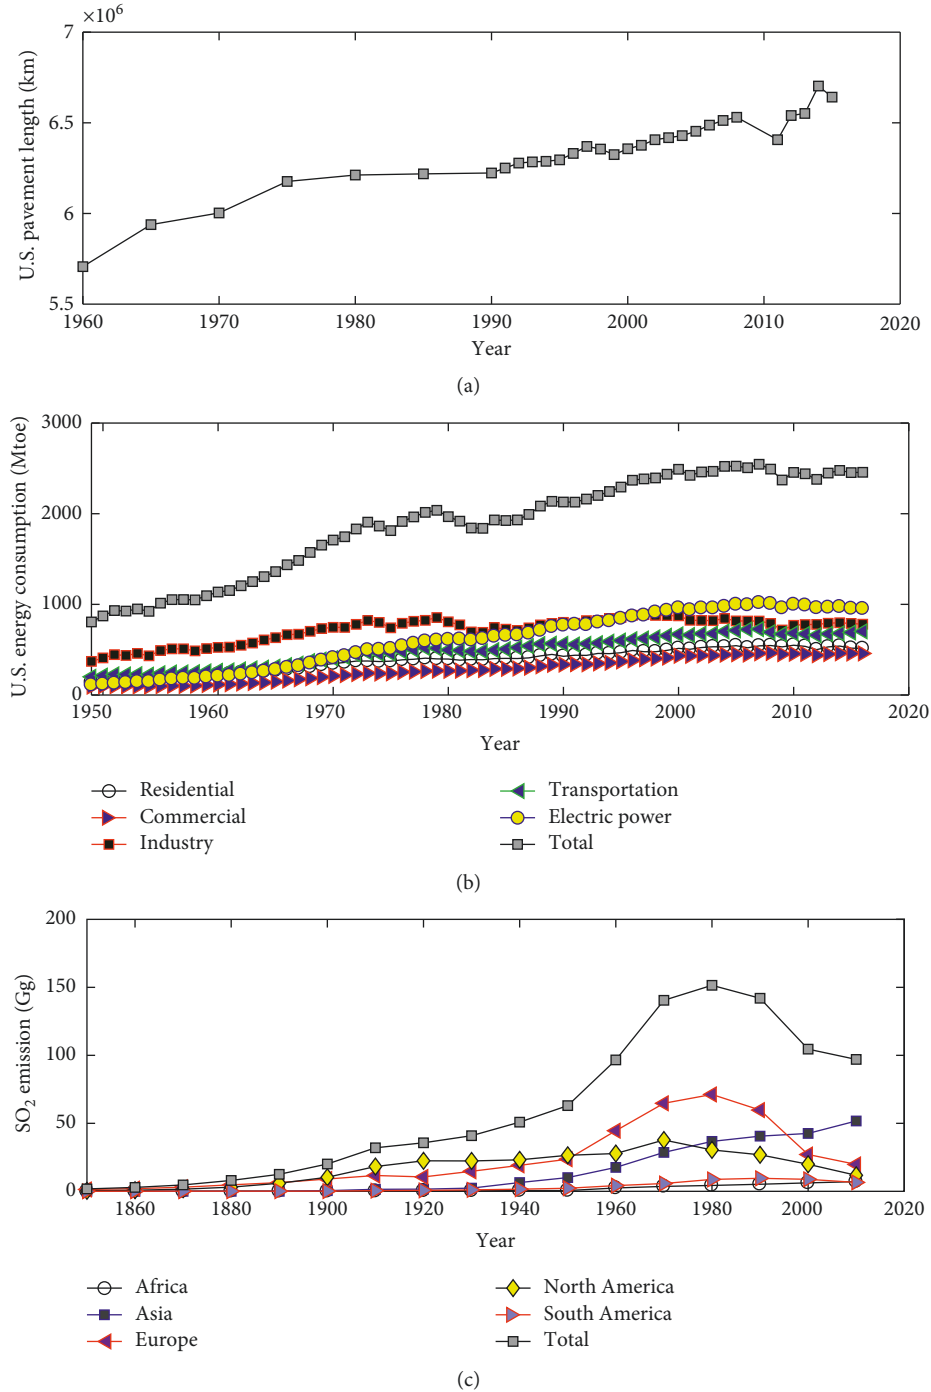 ×10⁶
7
6.5
6
5.5
U.S. pavement length (km)
1960 1970 1980 1990 2000 2010 2020
Year
(a)
3000
2000
1000
0
U.S. energy consumption (Mtoe)
1950 1960 1970 1980 1990 2000 2010 2020
Year
Residential
Commercial
Industry
Transportation
Electric power
Total
(b)
200
150
100
50
0
SO₂ emission (Gg)
1860 1880 1900 1920 1940 1960 1980 2000 2020
Year
Africa
Asia
Europe
North America
South America
Total
(c)